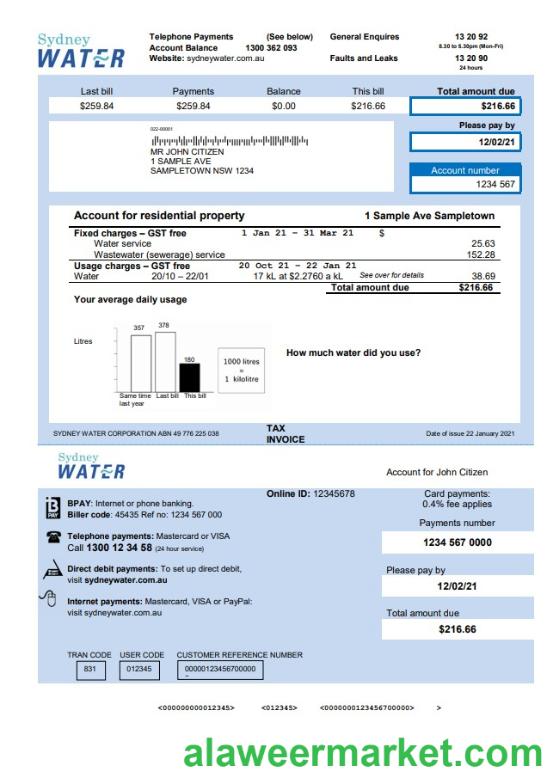 Sydney
WATER
Telephone Payments (See below) General Enquires 13 20 92
Account Balance 1300 362 093 8.30 to 5.30pm (Mon-Fri)
Website: sydneywater.com.au Faults and Leaks 13 20 90
24 hours
Last bill Payments Balance This bill Total amount due
$259.84 $259.84 $0.00 $216.66 $216.66
Please pay by
12/02/21
022-00001
MR JOHN CITIZEN
1 SAMPLE AVE
SAMPLETOWN NSW 1234
Account number
1234 567
Account for residential property 1 Sample Ave Sampletown
Fixed charges – GST free 1 Jan 21 – 31 Mar 21 $
Water service 25.63
Wastewater (sewerage) service 152.28
Usage charges – GST free 20 Oct 21 – 22 Jan 21
Water 20/10 – 22/01 17 kL at $2.2760 a kL See over for details 38.69
Total amount due $216.66
Your average daily usage
Litres
357 378 180
Same time last year Last bill This bill
1000 litres
=
1 kilolitre
How much water did you use?
SYDNEY WATER CORPORATION ABN 49 776 225 038 TAX INVOICE Date of issue 22 January 2021
Sydney
WATER
Account for John Citizen
Online ID: 12345678
Card payments:
0.4% fee applies
BPAY: Internet or phone banking.
Biller code: 45435 Ref no: 1234 567 000
Payments number
1234 567 0000
Telephone payments: Mastercard or VISA
Call 1300 12 34 58 (24 hour service)
Direct debit payments: To set up direct debit,
visit sydneywater.com.au
Please pay by
12/02/21
Internet payments: Mastercard, VISA or PayPal:
visit sydneywater.com.au
Total amount due
$216.66
TRAN CODE USER CODE CUSTOMER REFERENCE NUMBER
831 012345 00000123456700000
<000000000012345> <012345> <0000000123456700000> >
alaweermarket.com